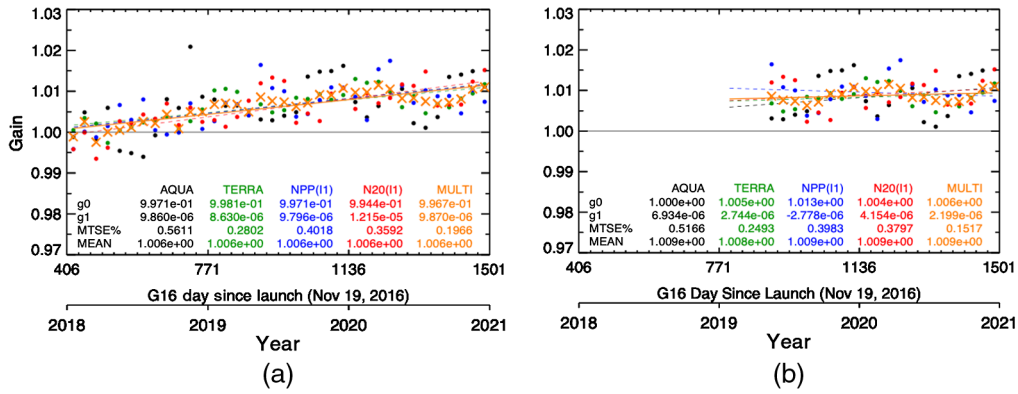 1.03
1.02
1.01
1.00
0.99
0.98
0.97
Gain
AQUA TERRA NPP(I1) N20(I1) MULTI
g0 9.971e-01 9.981e-01 9.971e-01 9.944e-01 9.967e-01
g1 9.860e-06 8.630e-06 9.796e-06 1.215e-05 9.870e-06
MTSE% 0.5611 0.2802 0.4018 0.3592 0.1966
MEAN 1.006e+00 1.006e+00 1.006e+00 1.006e+00 1.006e+00
406 771 1136 1501
G16 day since launch (Nov 19, 2016)
2018 2019 2020 2021
Year
(a)
1.03
1.02
1.01
1.00
0.99
0.98
0.97
AQUA TERRA NPP(I1) N20(I1) MULTI
g0 1.000e+00 1.005e+00 1.013e+00 1.004e+00 1.006e+00
g1 6.934e-06 2.744e-06 -2.778e-06 4.154e-06 2.199e-06
MTSE% 0.5166 0.2493 0.3983 0.3797 0.1517
MEAN 1.009e+00 1.008e+00 1.009e+00 1.009e+00 1.009e+00
406 771 1136 1501
G16 Day Since Launch (Nov 19, 2016)
2018 2019 2020 2021
Year
(b)